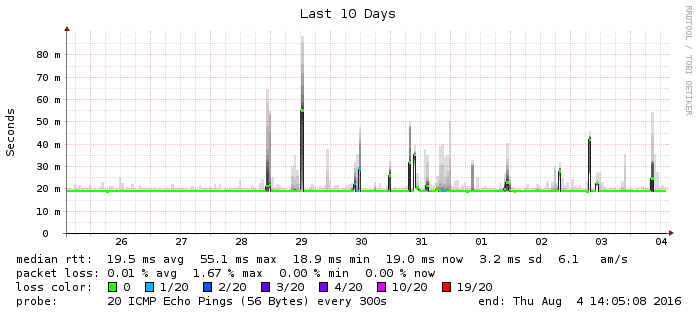 Last 10 Days
RRDTOOL / TOBI OETIKER
Seconds
80 m
70 m
60 m
50 m
40 m
30 m
20 m
10 m
0
26 27 28 29 30 31 01 02 03 04
median rtt: 19.5 ms avg 55.1 ms max 18.9 ms min 19.0 ms now 3.2 ms sd 6.1 am/s
packet loss: 0.01 % avg 1.67 % max 0.00 % min 0.00 % now
loss color: 0 1/20 2/20 3/20 4/20 10/20 19/20
probe: 20 ICMP Echo Pings (56 Bytes) every 300s end: Thu Aug 4 14:05:08 2016